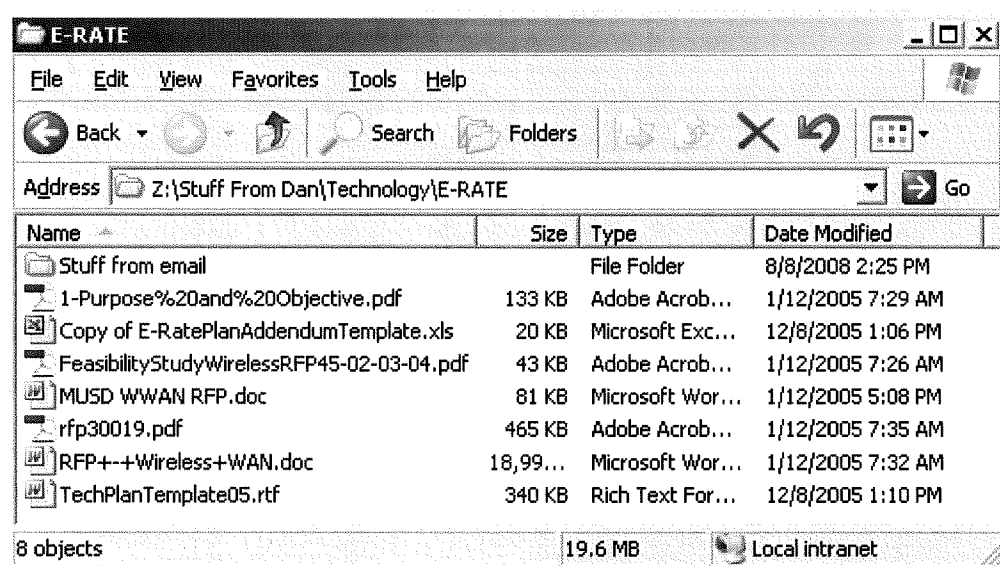 E-RATE
File Edit View Favorites Tools Help
Back Search Folders
Address Z:\Stuff From Dan\Technology\E-RATE Go
Name Size Type Date Modified
Stuff from email File Folder 8/8/2008 2:25 PM
1-Purpose%20and%20Objective.pdf 133 KB Adobe Acrob... 1/12/2005 7:29 AM
Copy of E-RatePlanAddendumTemplate.xls 20 KB Microsoft Exc... 12/8/2005 1:06 PM
FeasibilityStudyWirelessRFP45-02-03-04.pdf 43 KB Adobe Acrob... 1/12/2005 7:26 AM
MUSD WWAN RFP.doc 81 KB Microsoft Wor... 1/12/2005 5:08 PM
rfp30019.pdf 465 KB Adobe Acrob... 1/12/2005 7:35 AM
RFP+-+Wireless+WAN.doc 18,99... Microsoft Wor... 1/12/2005 7:32 AM
TechPlanTemplate05.rtf 340 KB Rich Text For... 12/8/2005 1:10 PM
8 objects 19.6 MB Local intranet